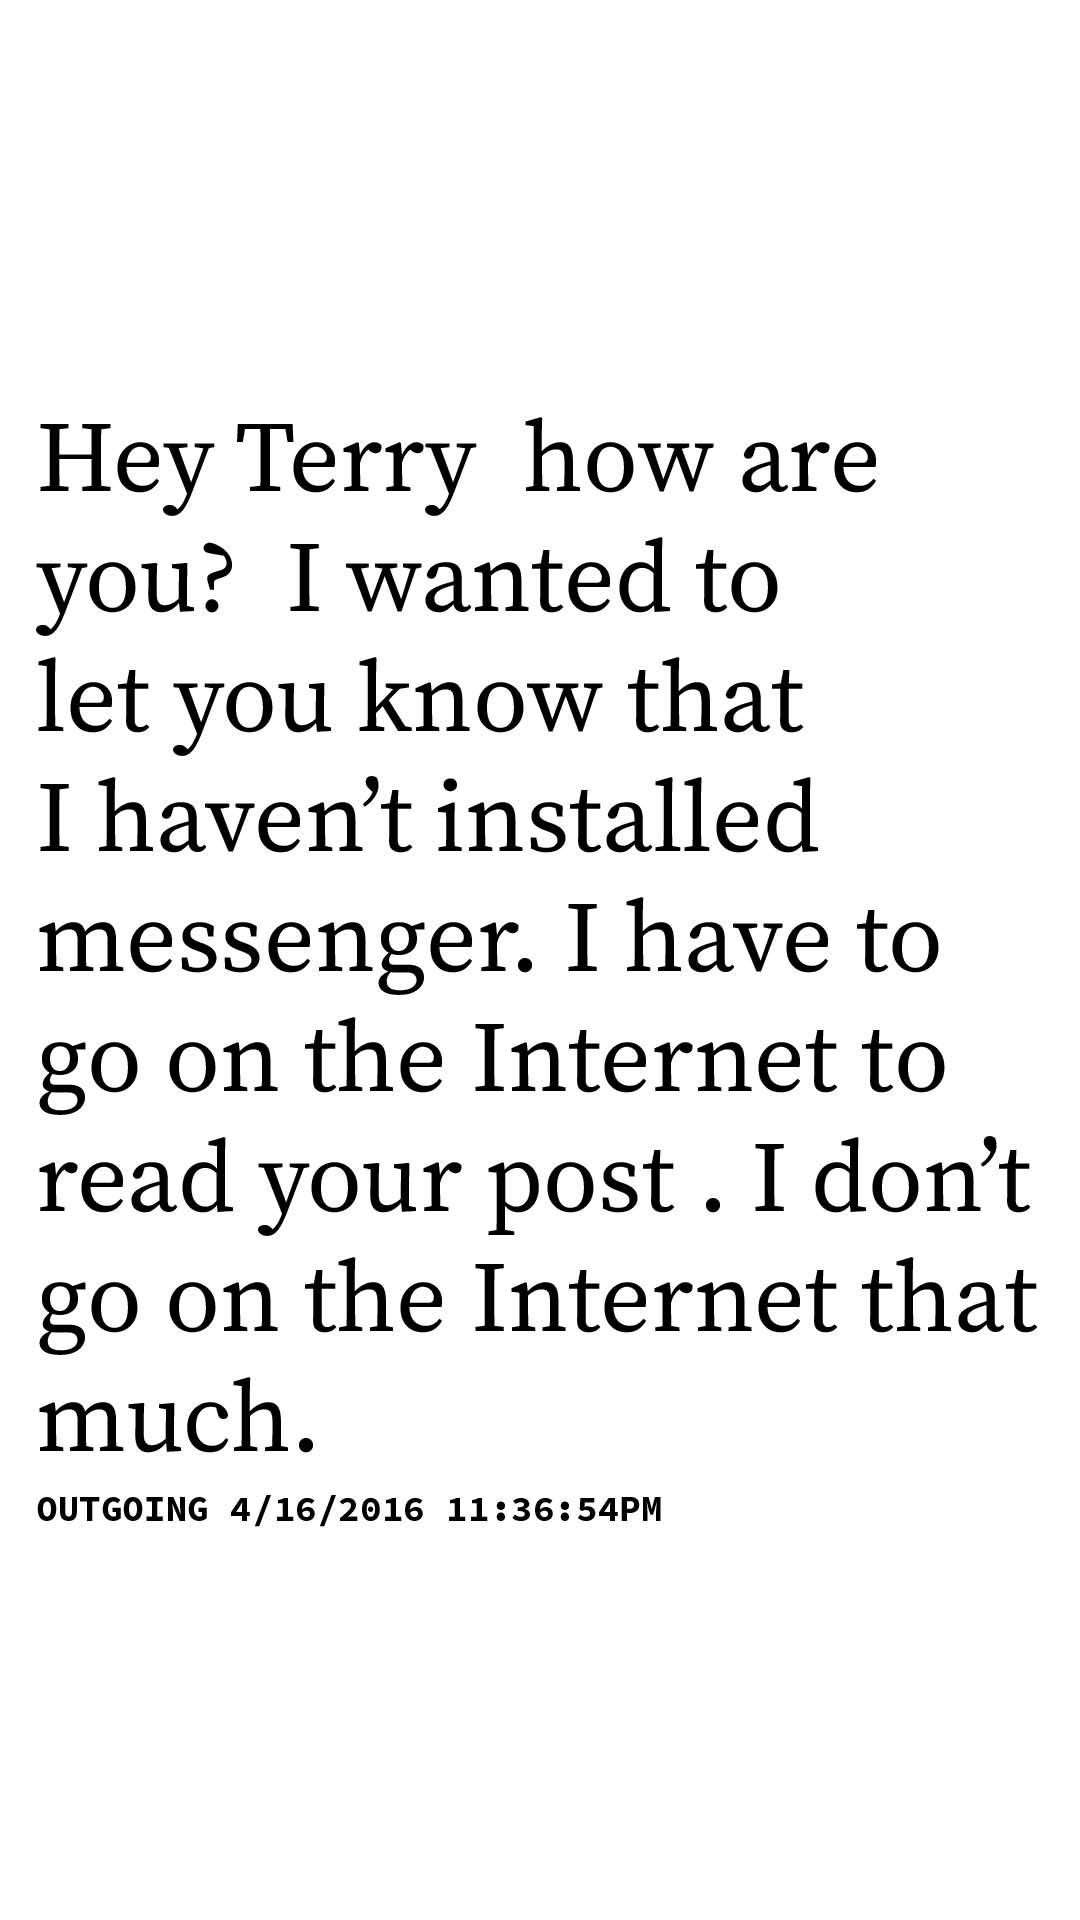 Hey Terry  how are
you?  I wanted to
let you know that
I haven’t installed
messenger. I have to
go on the Internet to
read your post . I don’t
go on the Internet that
much.
OUTGOING 4/16/2016 11:36:54PM